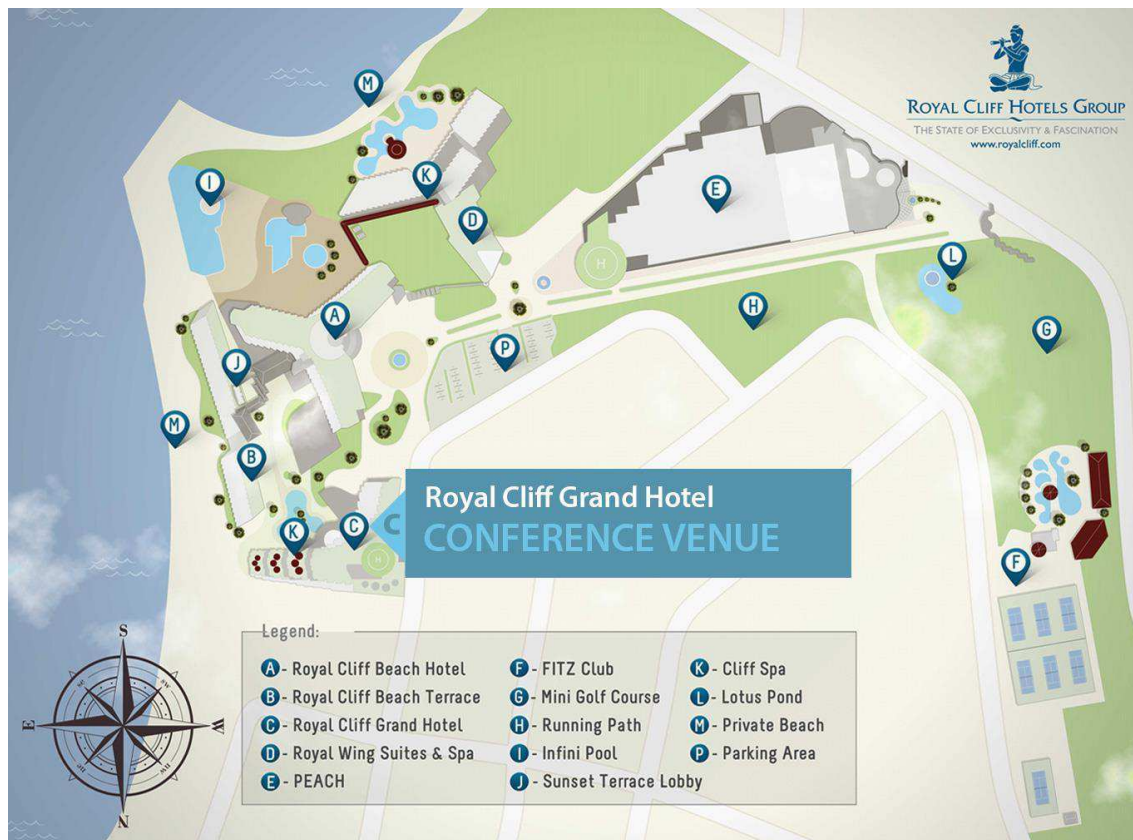 ROYAL CLIFF HOTELS GROUP
THE STATE OF EXCLUSIVITY & FASCINATION
www.royalcliff.com
M
I
K
D
E
L
A
H
G
P
J
M
B
Royal Cliff Grand Hotel
CONFERENCE VENUE
C
C
K
H
H
F
S
E
W
N
SW
Legend:
A - Royal Cliff Beach Hotel
B - Royal Cliff Beach Terrace
C - Royal Cliff Grand Hotel
D - Royal Wing Suites & Spa
E - PEACH
F - FITZ Club
G - Mini Golf Course
H - Running Path
I - Infini Pool
J - Sunset Terrace Lobby
K - Cliff Spa
L - Lotus Pond
M - Private Beach
P - Parking Area